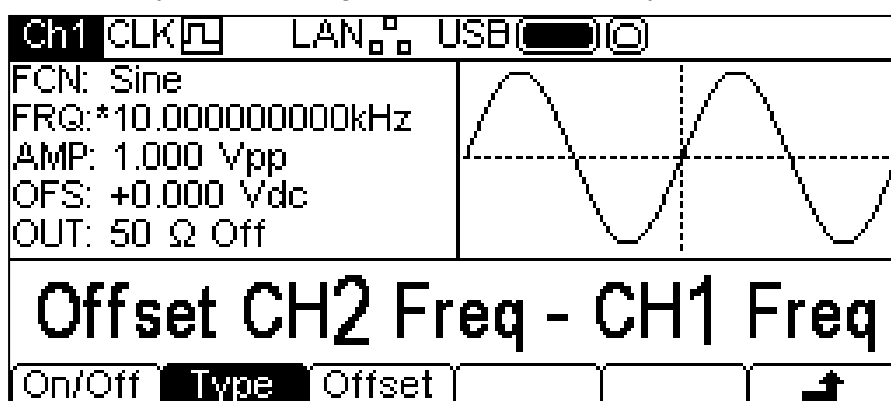 Ch1 CLK LAN USB
FCN: Sine
FRQ:*10.000000000kHz
AMP: 1.000 Vpp
OFS: +0.000 Vdc
OUT: 50 Ω Off
Offset CH2 Freq - CH1 Freq
On/Off Type Offset